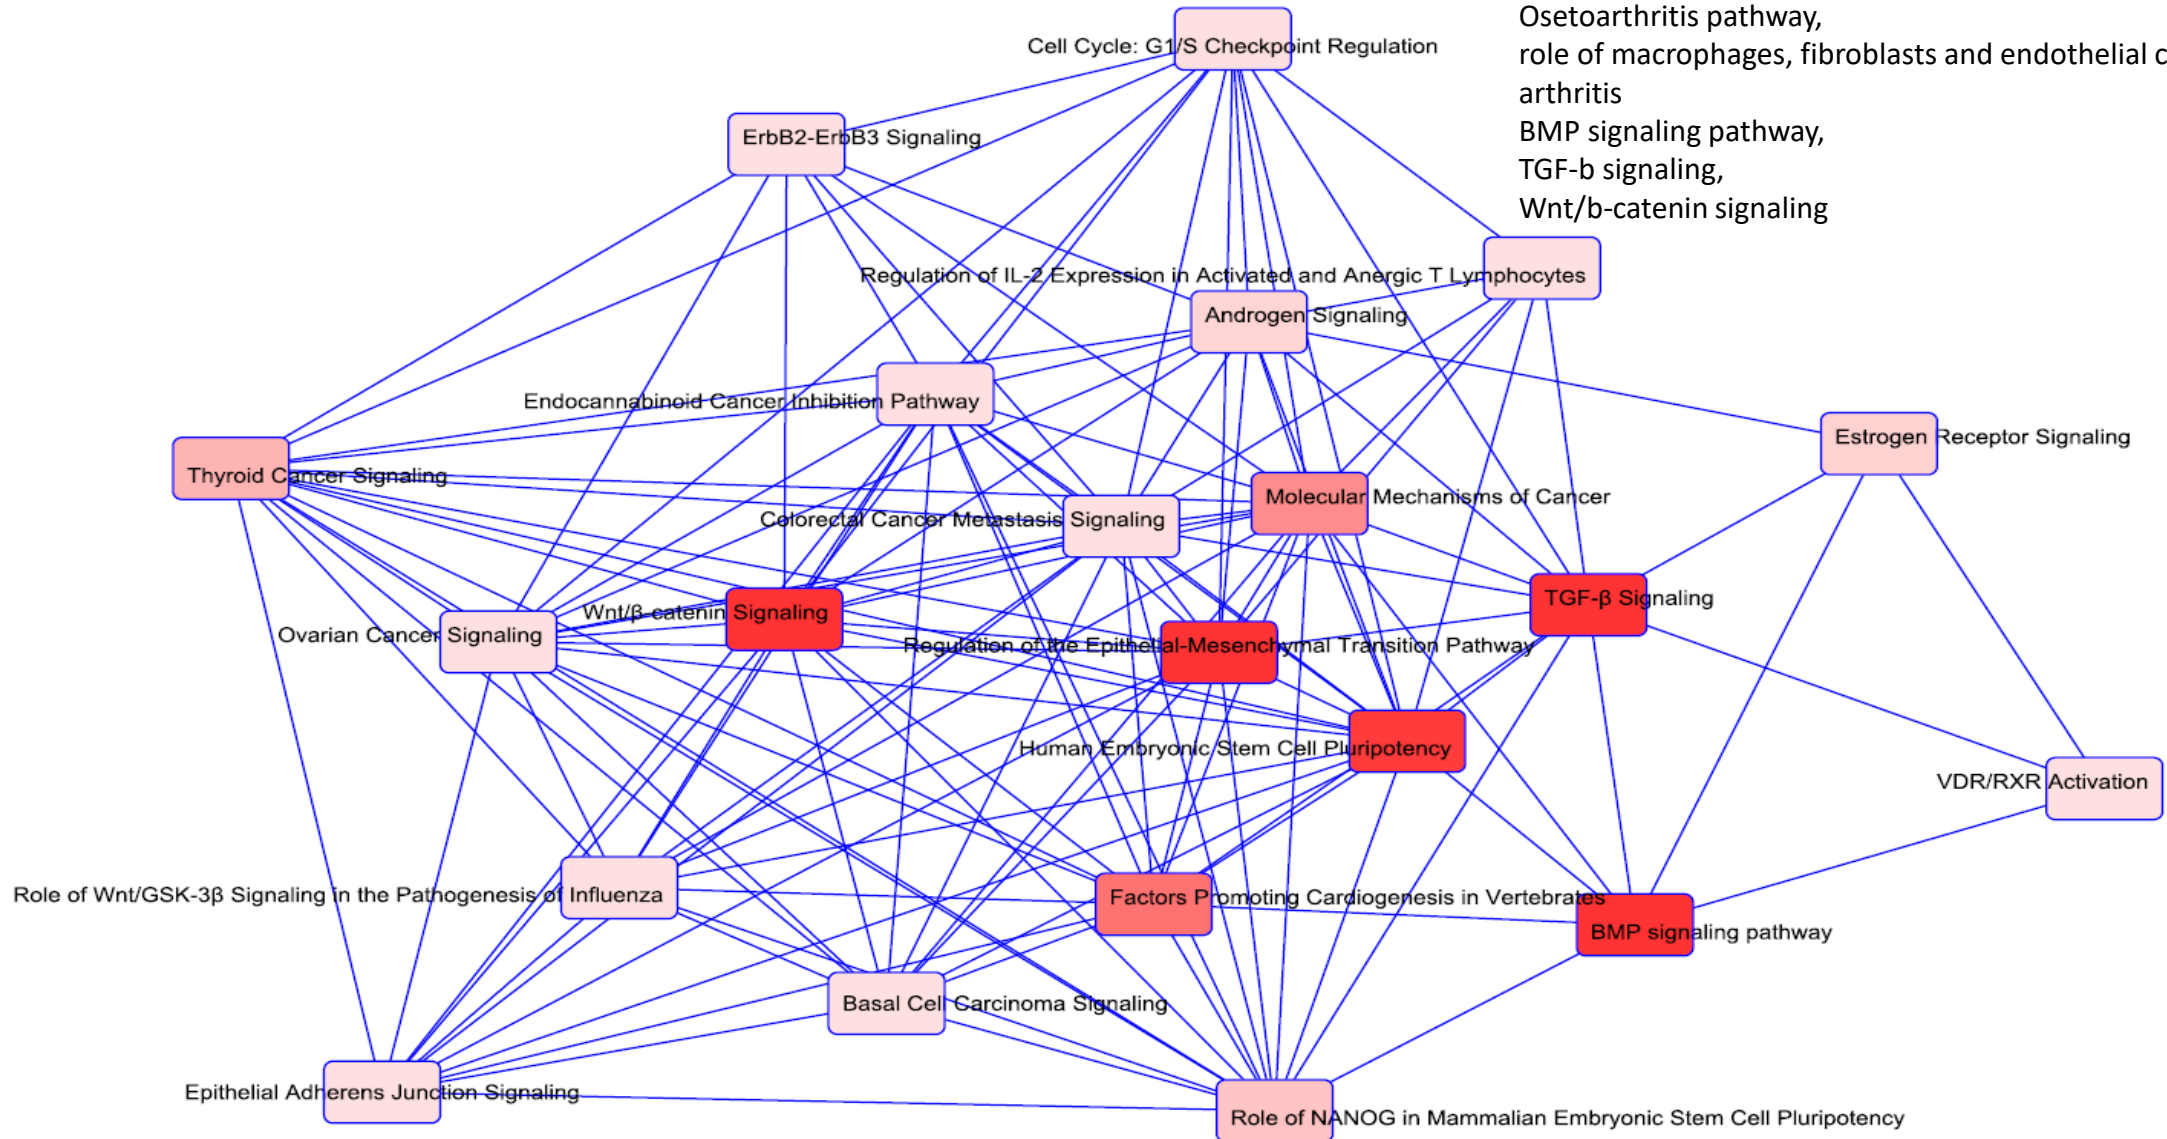 Osetoarthritis pathway,
role of macrophages, fibroblasts and endothelial c
arthritis
BMP signaling pathway,
TGF-b signaling,
Wnt/b-catenin signaling
Cell Cycle: G1/S Checkpoint Regulation
ErbB2-ErbB3 Signaling
Regulation of IL-2 Expression in Activated and Anergic T Lymphocytes
Androgen Signaling
Endocannabinoid Cancer Inhibition Pathway
Estrogen Receptor Signaling
Thyroid Cancer Signaling
Molecular Mechanisms of Cancer
Colorectal Cancer Metastasis Signaling
TGF-β Signaling
Wnt/β-catenin Signaling
Ovarian Cancer Signaling
Regulation of the Epithelial-Mesenchymal Transition Pathway
Human Embryonic Stem Cell Pluripotency
VDR/RXR Activation
Role of Wnt/GSK-3β Signaling in the Pathogenesis of Influenza
Factors Promoting Cardiogenesis in Vertebrates
BMP signaling pathway
Basal Cell Carcinoma Signaling
Epithelial Adherens Junction Signaling
Role of NANOG in Mammalian Embryonic Stem Cell Pluripotency